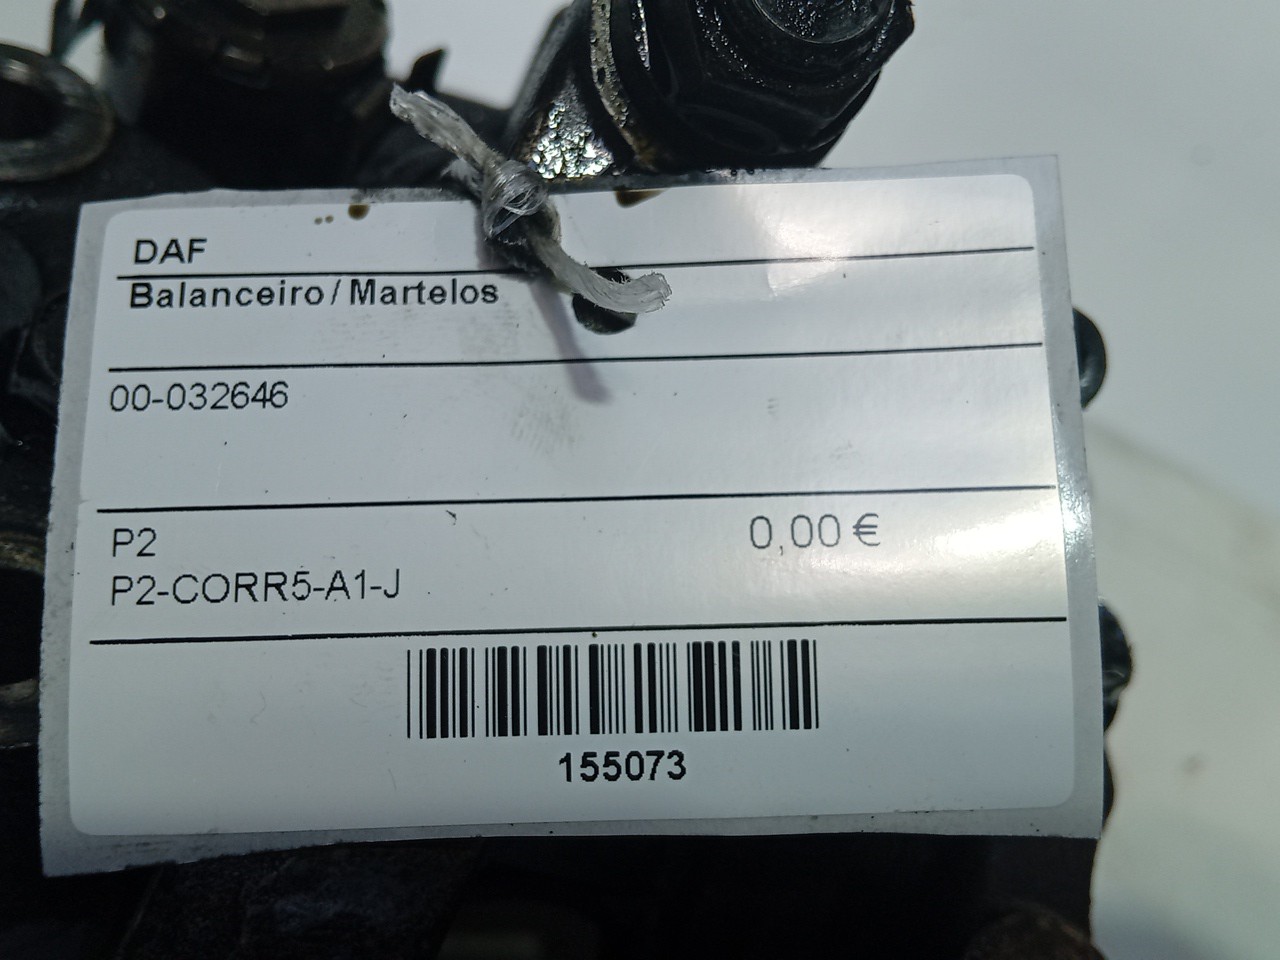 DAF
Balanceiro / Martelos
00-032646
P2
0,00 €
P2-CORR5-A1-J
155073